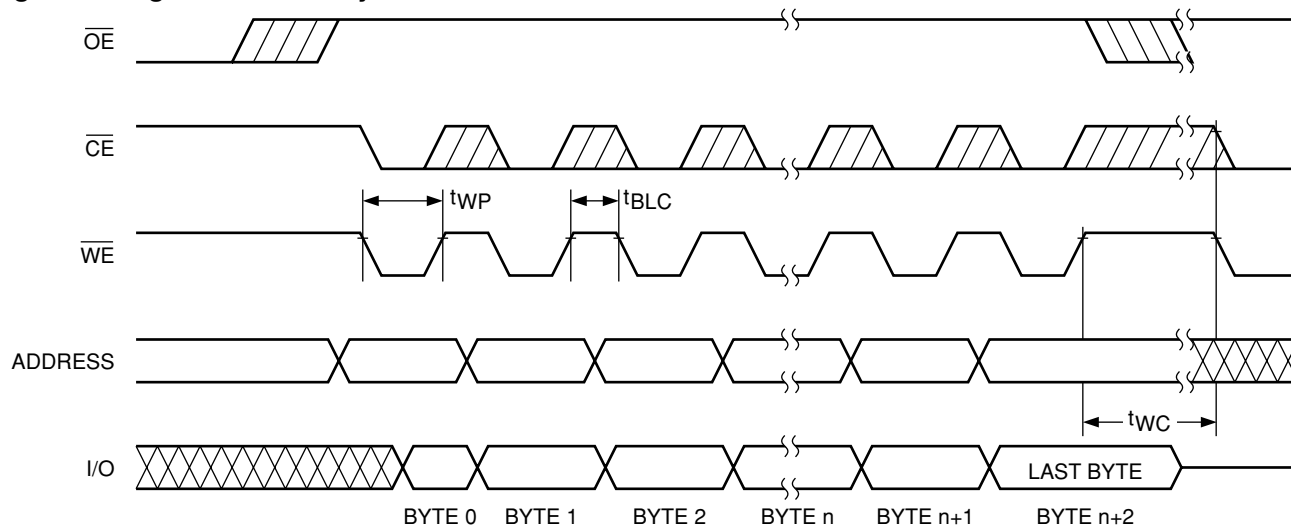 OE
CE
tWP
tBLC
WE
ADDRESS
tWC
I/O
LAST BYTE
BYTE 0 BYTE 1 BYTE 2 BYTE n BYTE n+1 BYTE n+2